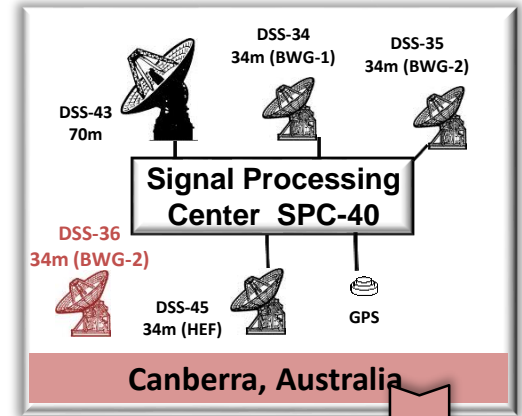 DSS-34
34m (BWG-1)
DSS-35
34m (BWG-2)
DSS-43
70m
Signal Processing
Center SPC-40
DSS-36
34m (BWG-2)
DSS-45
34m (HEF)
GPS
Canberra, Australia